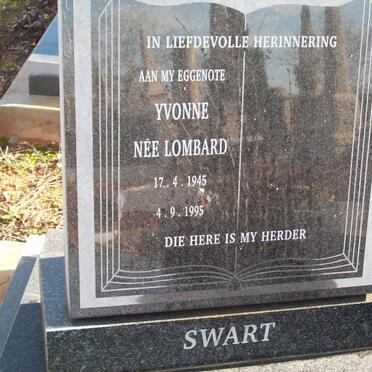 IN LIEFDEVOLLE HERINNERING
AAN MY EGGENOTE
YVONNE
NĖE LOMBARD
17. 4. 1945
4. 9. 1995
DIE HERE IS MY HERDER
SWART